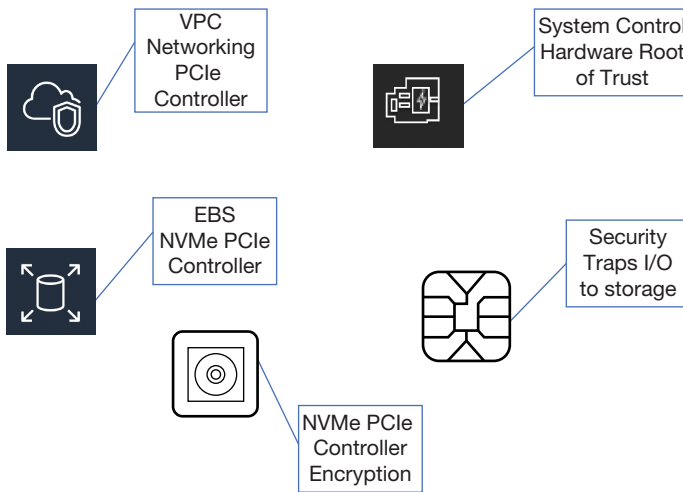 VPC
Networking
PCIe
Controller
System Control
Hardware Root
of Trust
EBS
NVMe PCIe
Controller
Security
Traps I/O
to storage
NVMe PCIe
Controller
Encryption